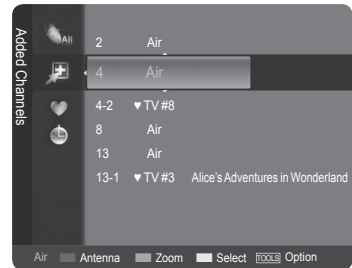 Added Channels
All
2 Air
4 Air
4-2 ♥ TV #8
8 Air
13 Air
13-1 ♥ TV #3 Alice's Adventures in Wonderland
Air Antenna Zoom Select TOOLS Option